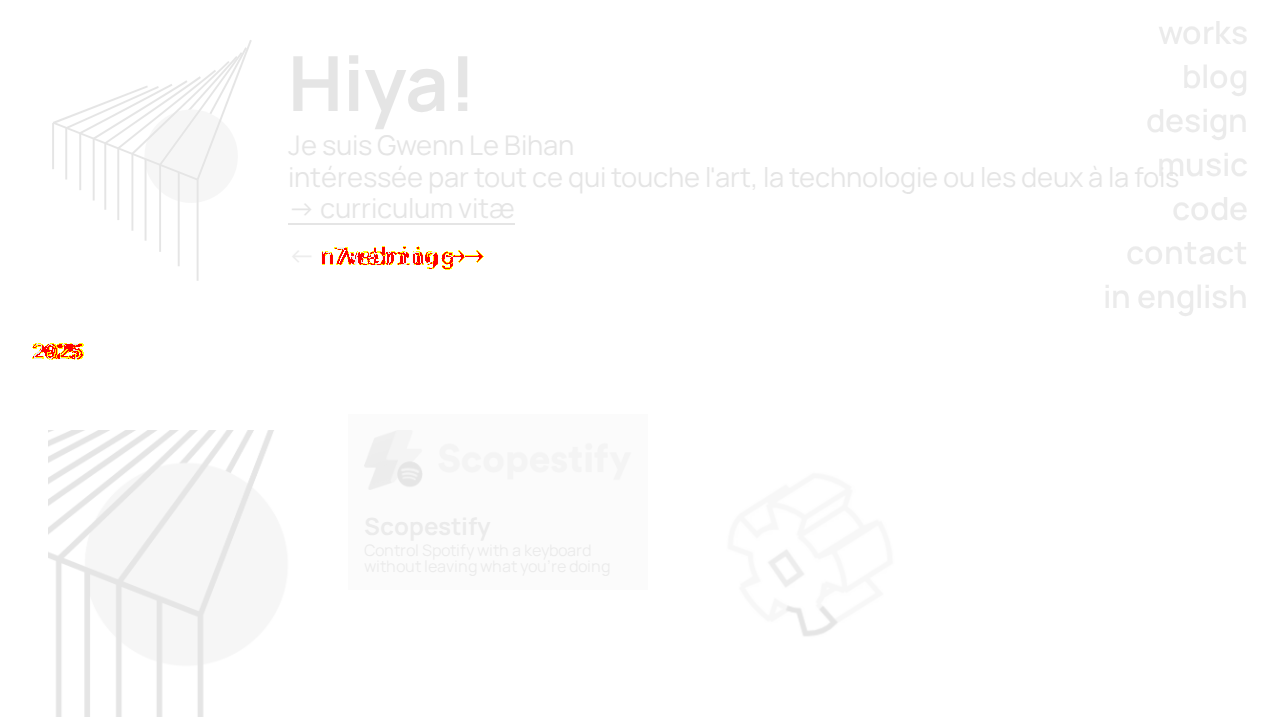 Hiya!
Je suis Gwenn Le Bihan
intéressée par tout ce qui touche l'art, la technologie ou les deux à la fois
→ curriculum vitæ
←
works
blog
design
music
code
contact
in english
Scopestify
Scopestify
Control Spotify with a keyboard
without leaving what you're doing